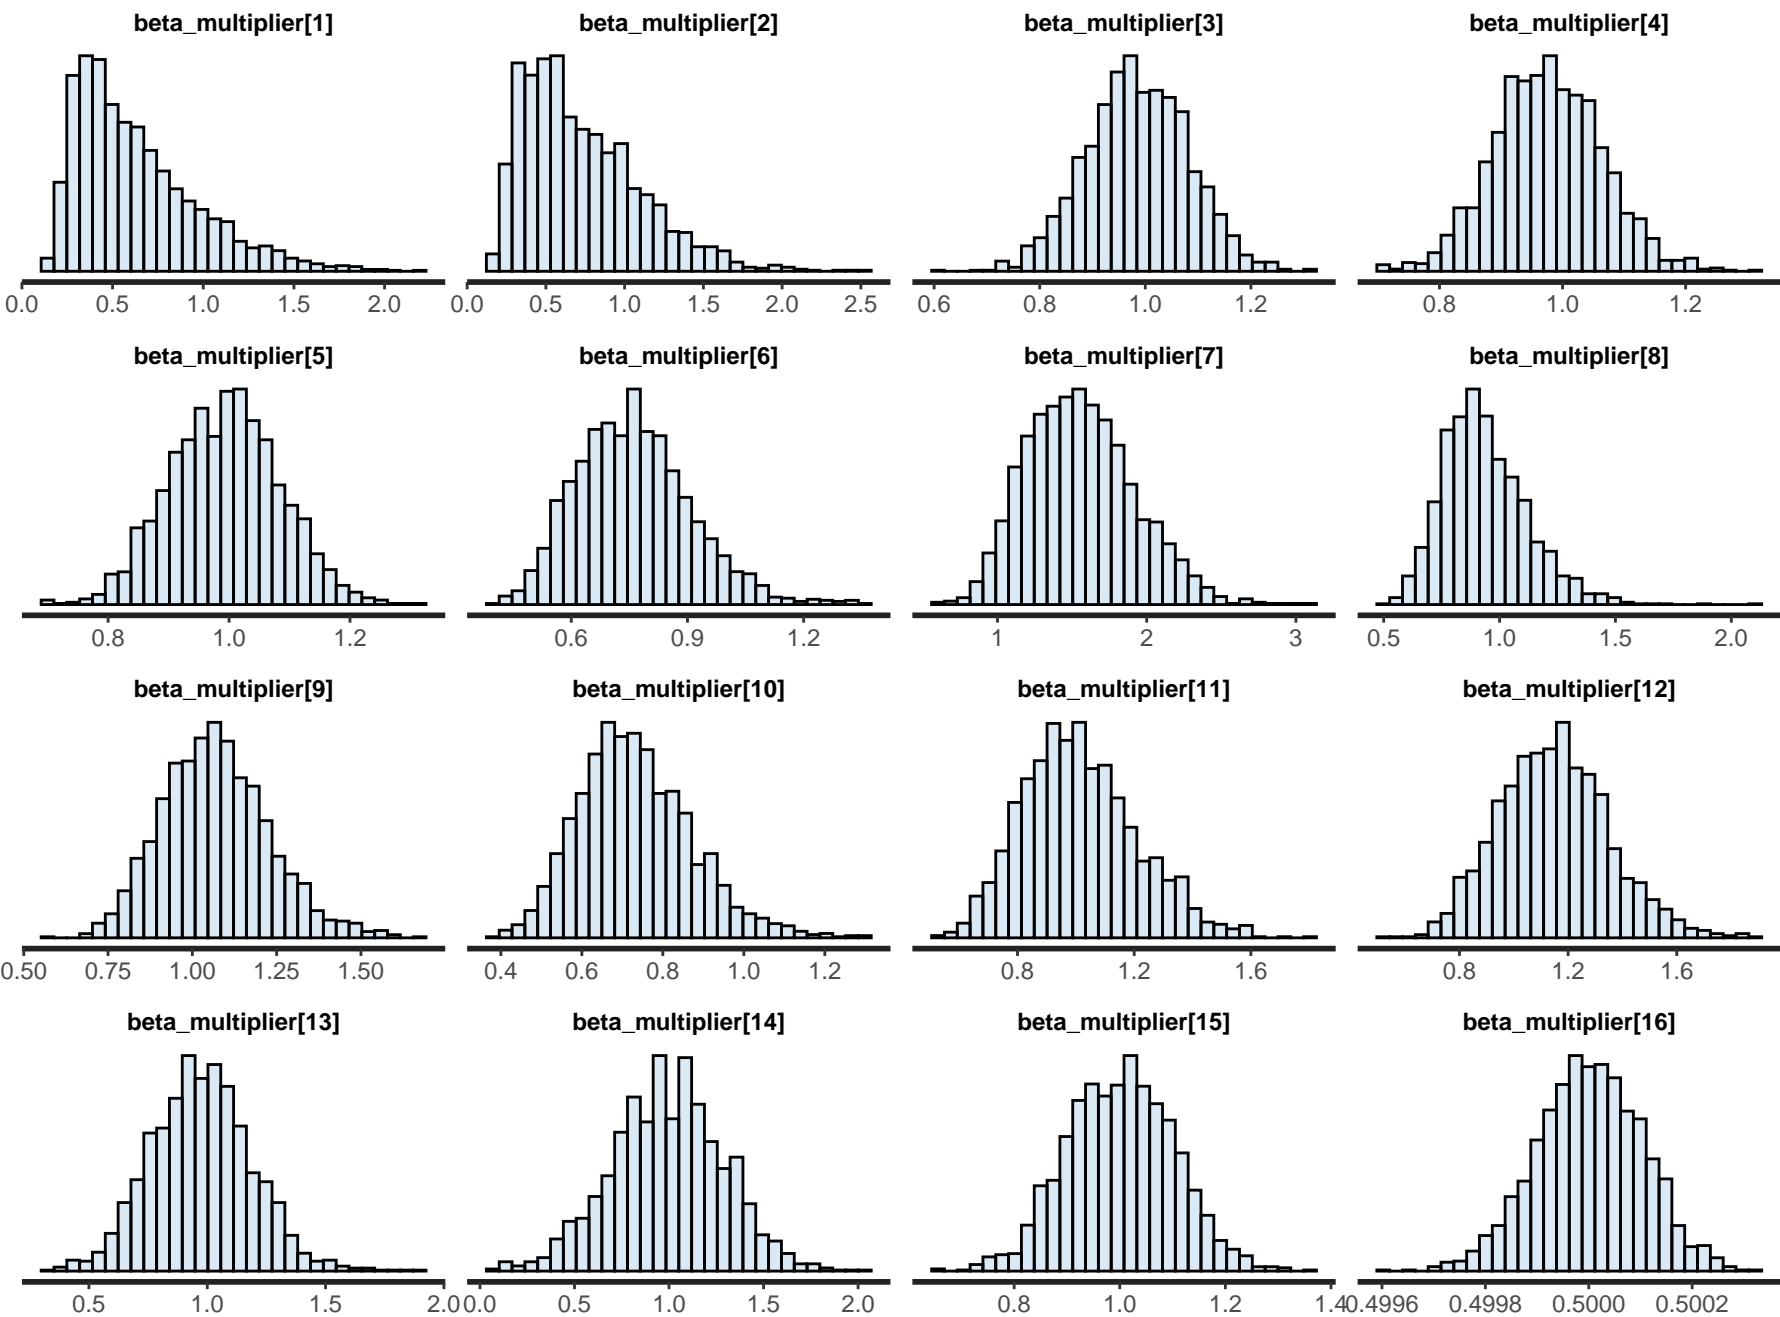 beta_multiplier[1] beta_multiplier[2] beta_multiplier[3] beta_multiplier[4]
0.0 0.5 1.0 1.5 2.0 0.0 0.5 1.0 1.5 2.0 2.5 0.6 0.8 1.0 1.2 0.8 1.0 1.2
beta_multiplier[5] beta_multiplier[6] beta_multiplier[7] beta_multiplier[8]
0.8 1.0 1.2 0.6 0.9 1.2 1 2 3 0.5 1.0 1.5 2.0
beta_multiplier[9] beta_multiplier[10] beta_multiplier[11] beta_multiplier[12]
0.50 0.75 1.00 1.25 1.50 0.4 0.6 0.8 1.0 1.2 0.8 1.2 1.6 0.8 1.2 1.6
beta_multiplier[13] beta_multiplier[14] beta_multiplier[15] beta_multiplier[16]
0.5 1.0 1.5 2.0 0.0 0.5 1.0 1.5 2.0 0.8 1.0 1.2 1.4 0.4996 0.4998 0.5000 0.5002